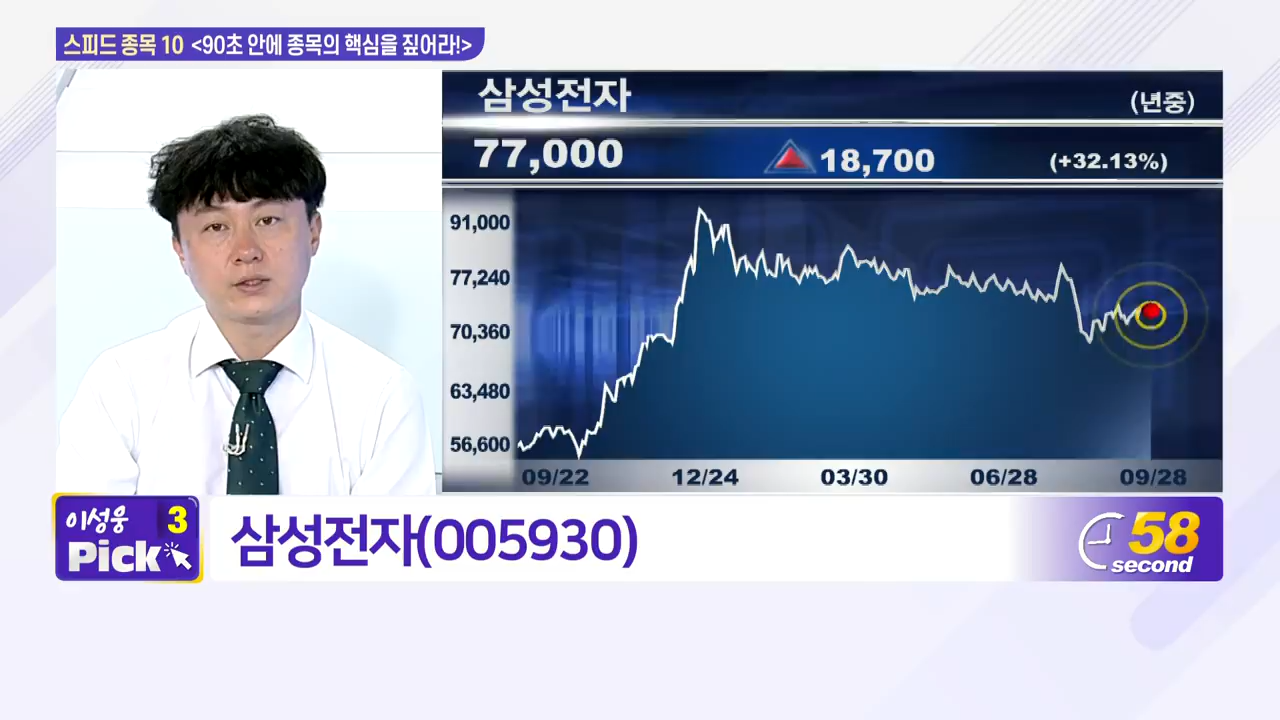 스피드 종목 10 <90초 안에 종목의 핵심을 짚어라!>
삼성전자
(년중)
77,000 18,700 (+32.13%)
91,000
77,240
70,360
63,480
56,600
09/22 12/24 03/30 06/28 09/28
이성웅 3
Pick
삼성전자(005930)
58
second